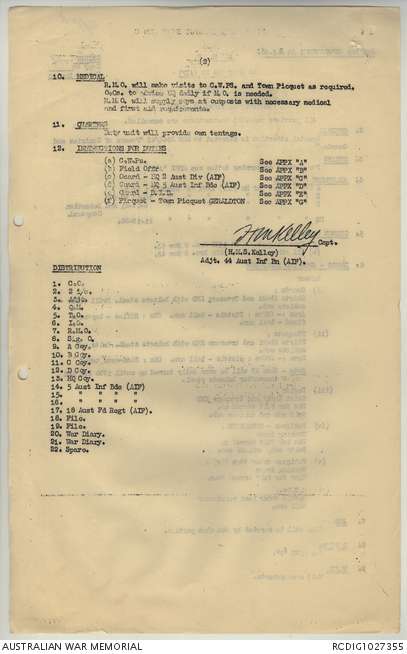 (2)
10. MEDICAL
R.M.O. will make visits to C.W.PS. and Town Picquet as required.
O.C. to advise HQ daily if M.O. is needed.
R.M.O. will supply at outposts with necessary medical
and first aid requirements.
11. QUARTERS
Duty unit will provide own tentage.
12. INSTRUCTIONS FOR DUTIES
(a) C.W.Ps. See APPX "A"
(b) Field Offr. See APPX "B"
(c) Guard - HQ 2 Aust Div (AIF) See APPX "C"
(d) Guard - HQ 5 Aust Inf Bde (AIF) See APPX "D"
(e) Guard - See APPX "E"
(f) Picquet - Town Picquet GERALDTON See APPX "G"
HMKelley Capt.
(H.M.S.Kelley)
Adjt. 44 Aust Inf Bn (AIF).
DISTRIBUTION
1. C.O.
2. 2 i/c.
3. Adjt.
4. Q.M.
5. T.O.
6. I.O.
7. R.M.O.
8. Sig. O.
9. A Coy.
10. B Coy.
11. C Coy.
12. D Coy.
13. HQ Coy.
14. 5 Aust Inf Bde (AIF)
15. " " " "
16. " " " "
17. 18 Aust Fd Regt (AIF).
18. File.
19. File.
20. War Diary.
21. War Diary.
22. Spare.
AUSTRALIAN WAR MEMORIAL
RCDIG1027355